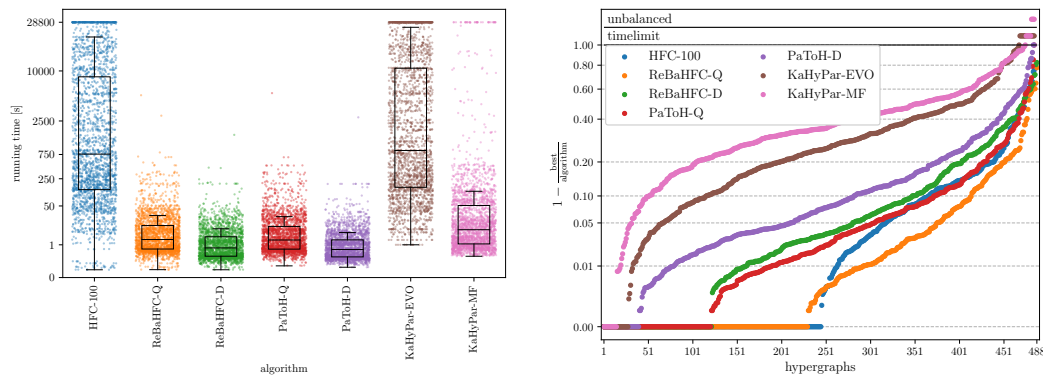 28800
10000
2500
750
250
50
1
0
running time [s]
HFC-100
ReBaHFC-Q
ReBaHFC-D
PaToH-Q
PaToH-D
KaHyPar-EVO
KaHyPar-MF
algorithm
unbalanced
timelimit
1.00
0.80
0.60
0.40
0.20
0.10
0.05
0.01
0.00
1 − best/algorithm
HFC-100
ReBaHFC-Q
ReBaHFC-D
PaToH-Q
PaToH-D
KaHyPar-EVO
KaHyPar-MF
1 51 101 151 201 251 301 351 401 451 488
hypergraphs